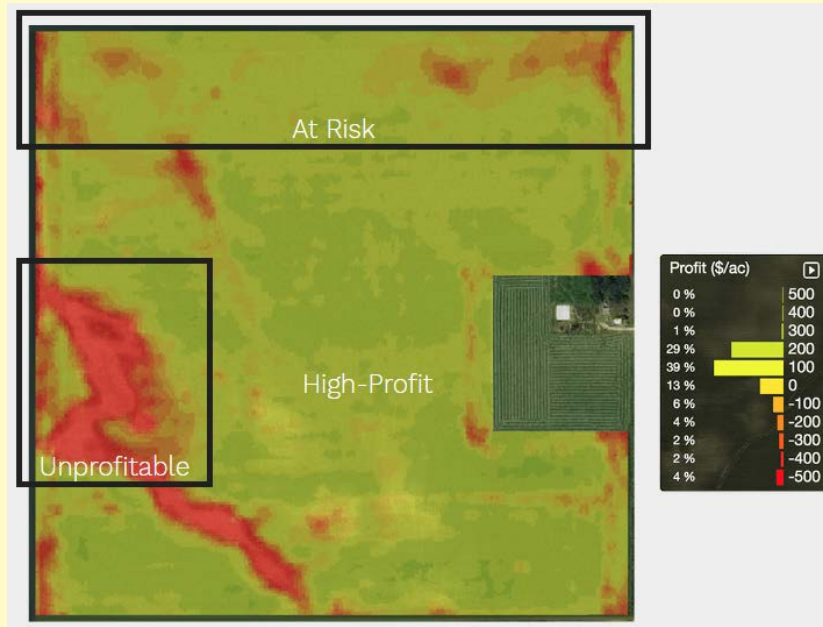 At Risk
High-Profit
Unprofitable
Profit ($/ac)
0 % 500
0 % 400
1 % 300
29 % 200
39 % 100
13 % 0
6 % -100
4 % -200
2 % -300
2 % -400
4 % -500